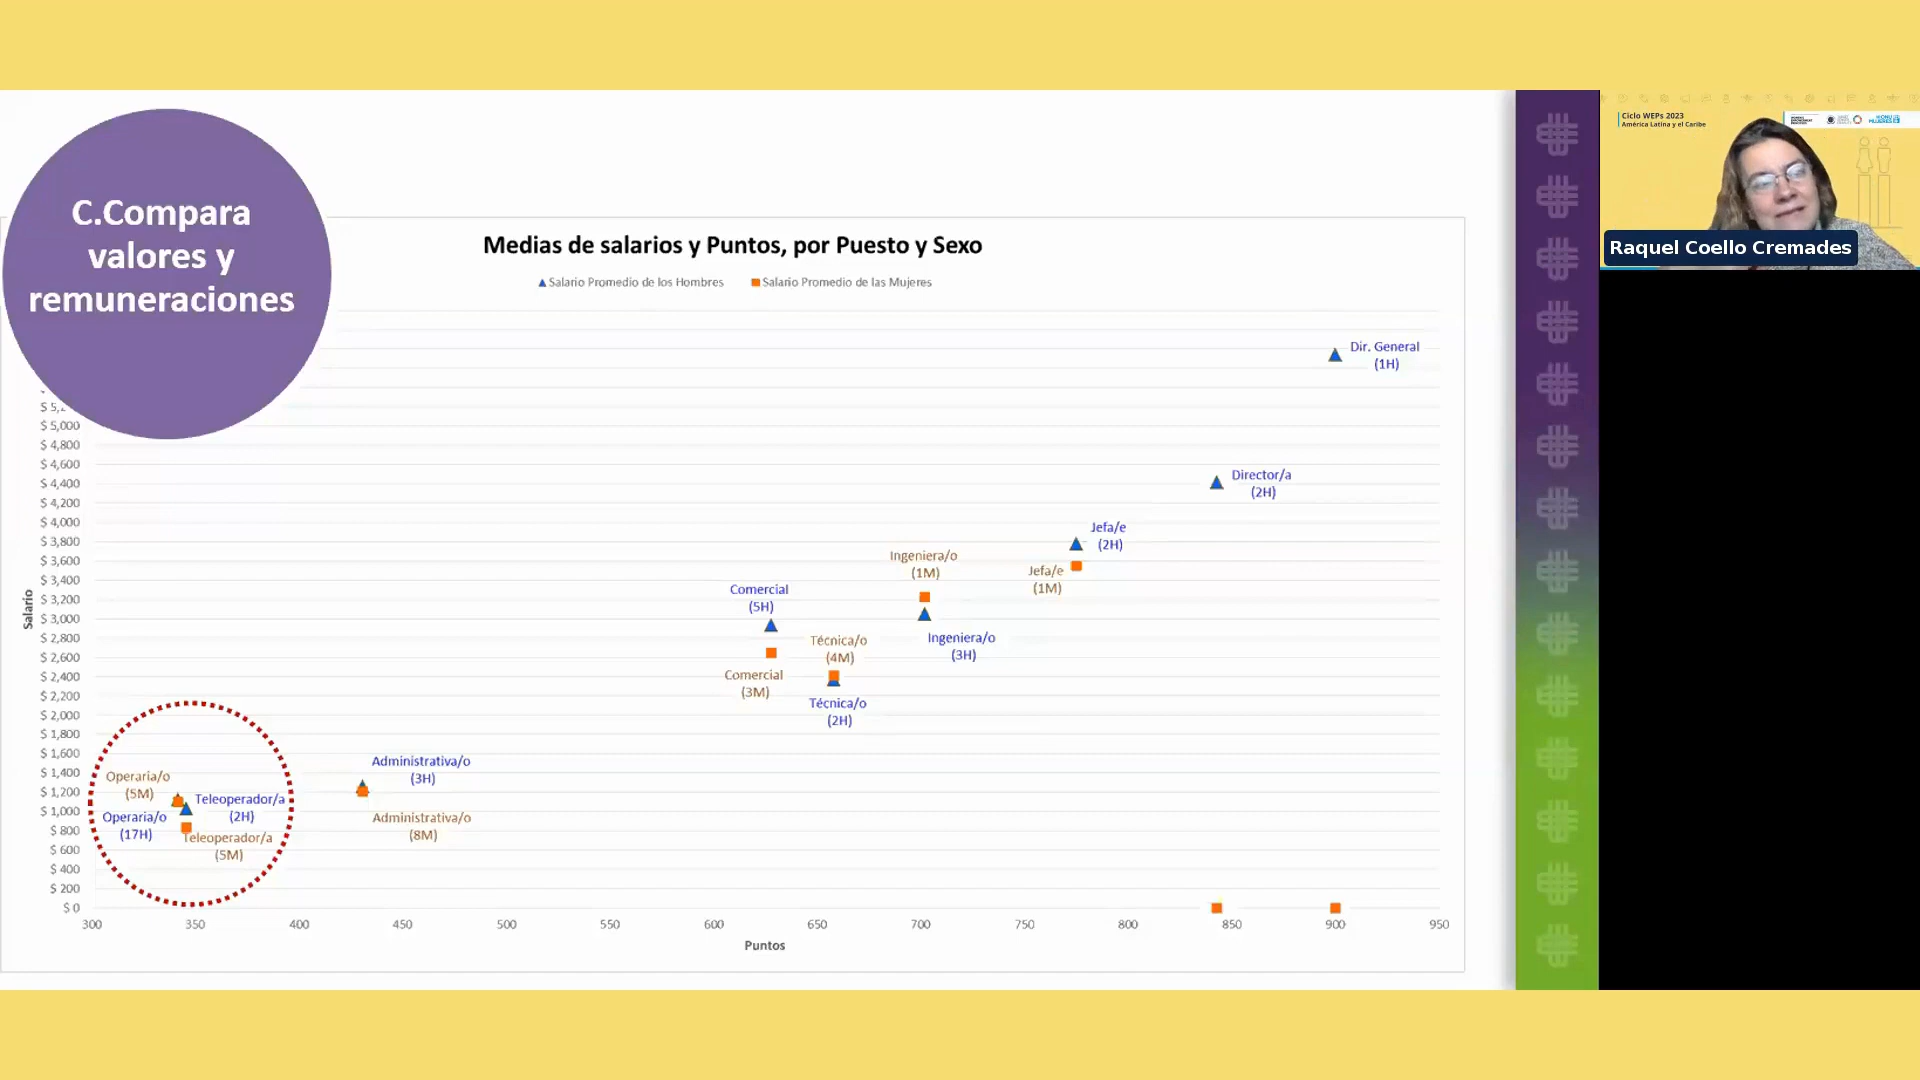 C.Compara
valores y
remuneraciones
Medias de salarios y Puntos, por Puesto y Sexo
Salario Promedio de los Hombres
Salario Promedio de las Mujeres
$ 5,000
$ 4,800
$ 4,600
$ 4,400
$ 4,200
$ 4,000
$ 3,800
$ 3,600
$ 3,400
$ 3,200
$ 3,000
$ 2,800
$ 2,600
$ 2,400
$ 2,200
$ 2,000
$ 1,800
$ 1,600
$ 1,400
$ 1,200
$ 1,000
$ 800
$ 600
$ 400
$ 200
$ 0
Salario
Dir. General
(1H)
Director/a
(2H)
Jefa/e
(2H)
Jefa/e
(1M)
Ingeniera/o
(1M)
Ingeniera/o
(3H)
Comercial
(5H)
Comercial
(3M)
Técnica/o
(4M)
Técnica/o
(2H)
Administrativa/o
(3H)
Administrativa/o
(8M)
Operaria/o
(5M)
Operaria/o
(17H)
Teleoperador/a
(2H)
Teleoperador/a
(5M)
300 350 400 450 500 550 600 650 700 750 800 850 900 950
Puntos
Ciclo WEPs 2023
América Latina y el Caribe
Raquel Coello Cremades